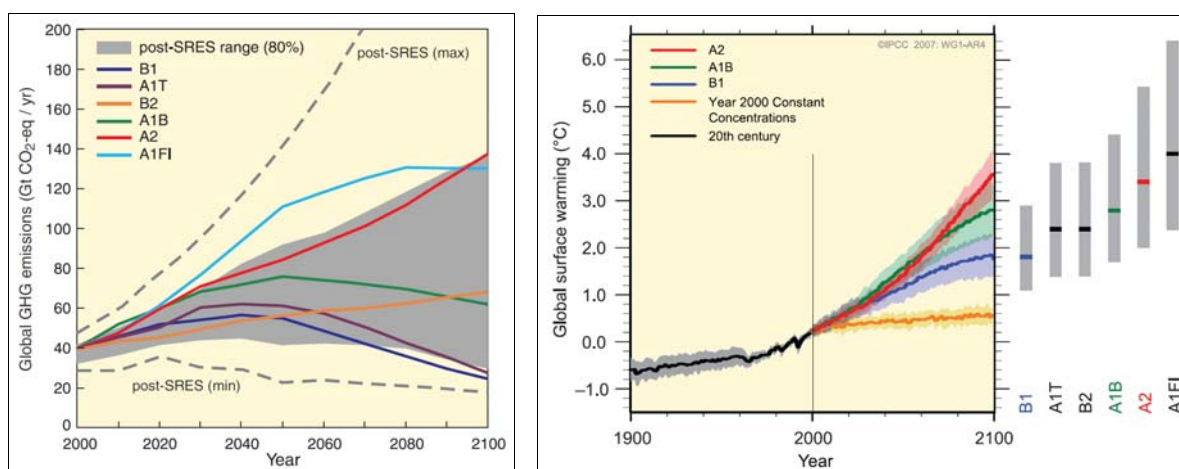 200
180
160
140
120
100
80
60
40
20
0
Global GHG emissions (Gt CO2-eq / yr)
post-SRES range (80%)
B1
A1T
B2
A1B
A2
A1FI
post-SRES (max)
post-SRES (min)
2000 2020 2040 2060 2080 2100
Year
©IPCC 2007: WG1-AR4
6.0
5.0
4.0
3.0
2.0
1.0
0.0
–1.0
Global surface warming (°C)
A2
A1B
B1
Year 2000 Constant
Concentrations
20th century
1900 2000 2100
Year
B1
A1T
B2
A1B
A2
A1FI